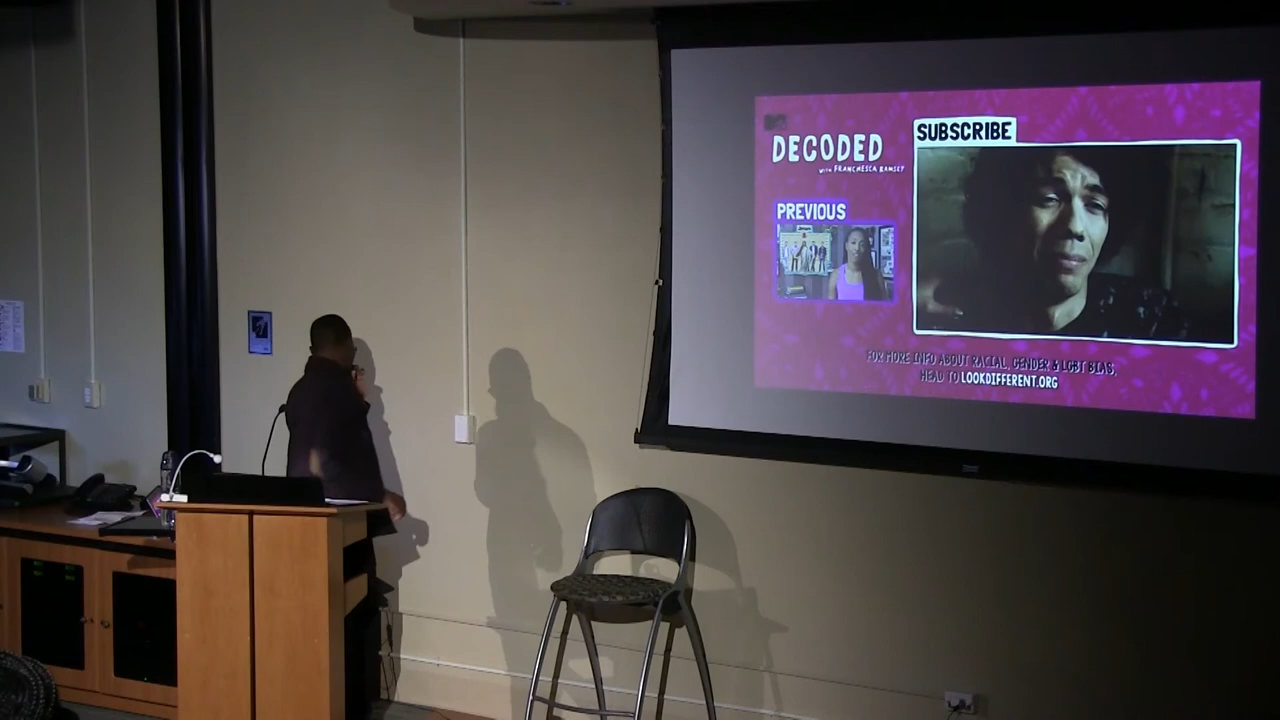 DECODED
WITH FRANCHESCA RAMSEY
SUBSCRIBE
PREVIOUS
FOR MORE INFO ABOUT RACIAL, GENDER & LGBT BIAS,
HEAD TO LOOKDIFFERENT.ORG